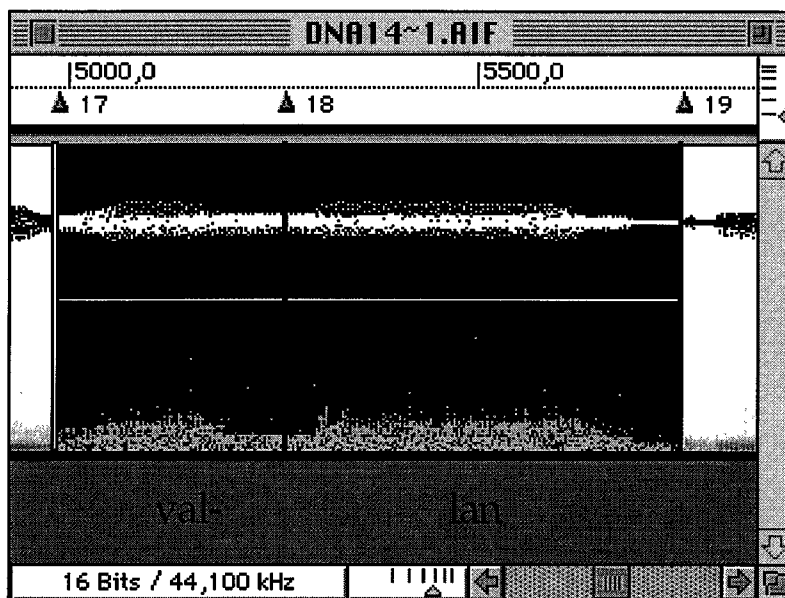 DNA14~1.AIF
5000,0 5500,0
17 18 19
val- lan
16 Bits / 44,100 kHz